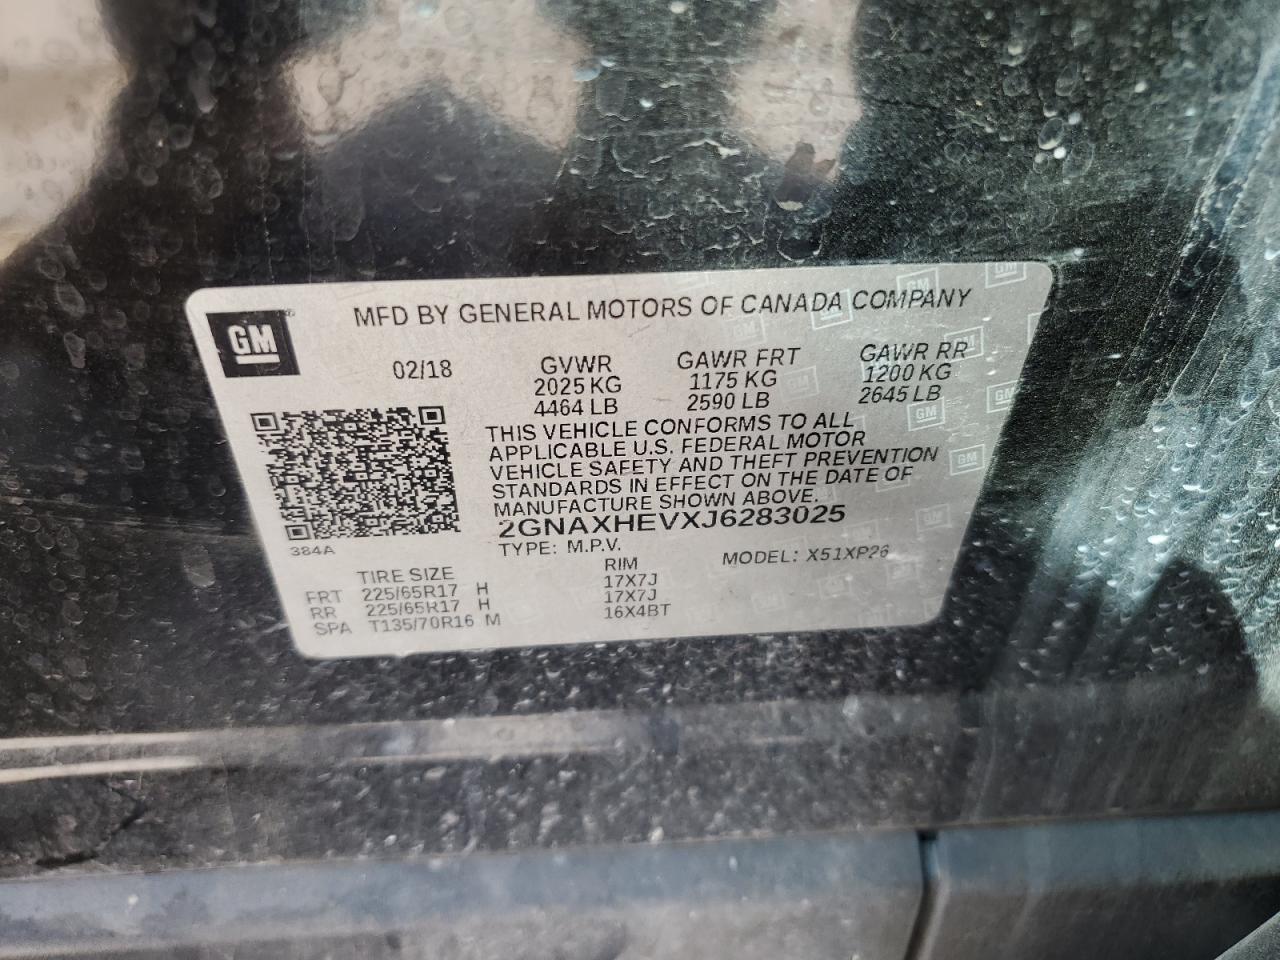 GM
MFD BY GENERAL MOTORS OF CANADA COMPANY
02/18 GVWR GAWR FRT GAWR RR
2025 KG 1175 KG 1200 KG
4464 LB 2590 LB 2645 LB
THIS VEHICLE CONFORMS TO ALL
APPLICABLE U.S. FEDERAL MOTOR
VEHICLE SAFETY AND THEFT PREVENTION
STANDARDS IN EFFECT ON THE DATE OF
MANUFACTURE SHOWN ABOVE.
2GNAXHEVXJ6283025
384A
TYPE: M.P.V. MODEL: X51XP26
TIRE SIZE RIM
FRT 225/65R17 H 17X7J
RR 225/65R17 H 17X7J
SPA T135/70R16 M 16X4BT